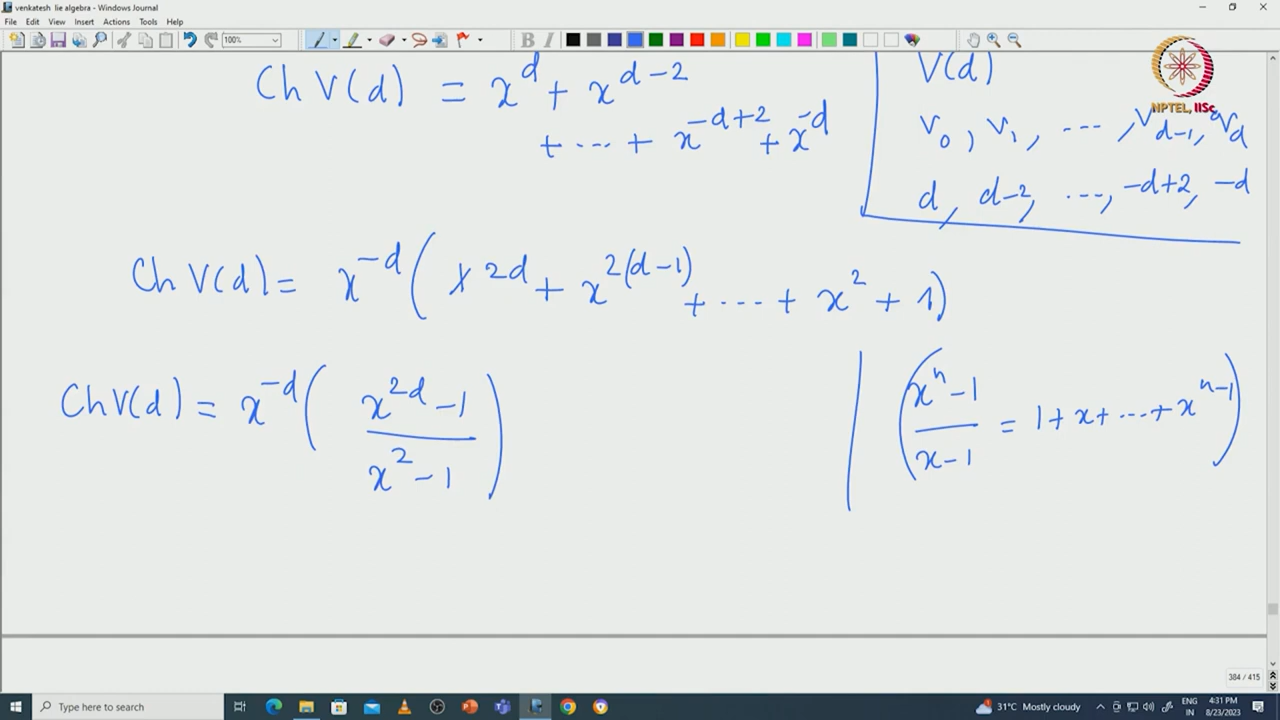 venkatesh lie algebra - Windows Journal
File Edit View Insert Actions Tools Help
100% B I
Ch V(d) = x^d + x^{d-2}
+ ... + x^{-d+2} + x^{-d}
V(d)
v_0, v_1, ..., v_{d-1}, v_d
d, d-2, ..., -d+2, -d
NPTEL, IISc
Ch V(d) = x^{-d} ( x^{2d} + x^{2(d-1)} + ... + x^2 + 1)
Ch V(d) = x^{-d} ( \frac{x^{2d} - 1}{x^2 - 1} )
( \frac{x^n - 1}{x - 1} = 1 + x + ... + x^{n-1} )
384 / 415
Type here to search
31°C Mostly cloudy
ENG
IN
4:31 PM
8/23/2023